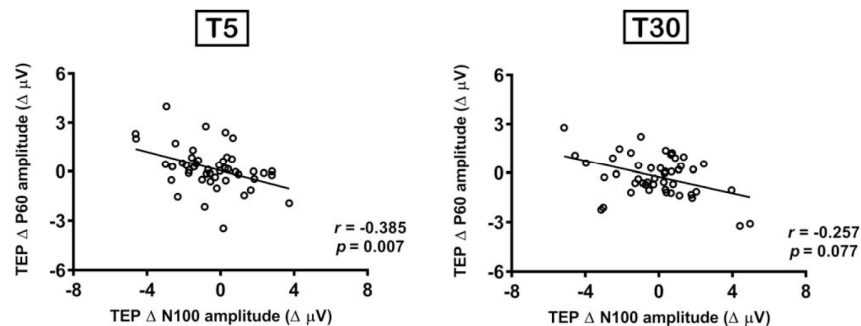 T5
T30
TEP Δ P60 amplitude (Δ μV)
6
3
0
-3
-6
-8
-4
0
4
8
r = -0.385
p = 0.007
TEP Δ N100 amplitude (Δ μV)
TEP Δ P60 amplitude (Δ μV)
6
3
0
-3
-6
-8
-4
0
4
8
r = -0.257
p = 0.077
TEP Δ N100 amplitude (Δ μV)